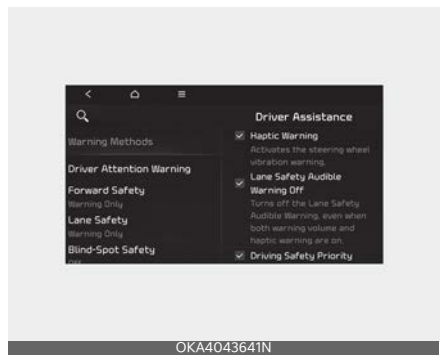 Driver Assistance
Warning Methods
Driver Attention Warning
Forward Safety
Warning Only
Lane Safety
Warning Only
Blind-Spot Safety
Off
Haptic Warning
Activates the steering wheel
vibration warning.
Lane Safety Audible
Warning Off
Turns off the Lane Safety
Audible Warning, even when
both warning volume and
haptic warning are on.
Driving Safety Priority
OKA4043641N